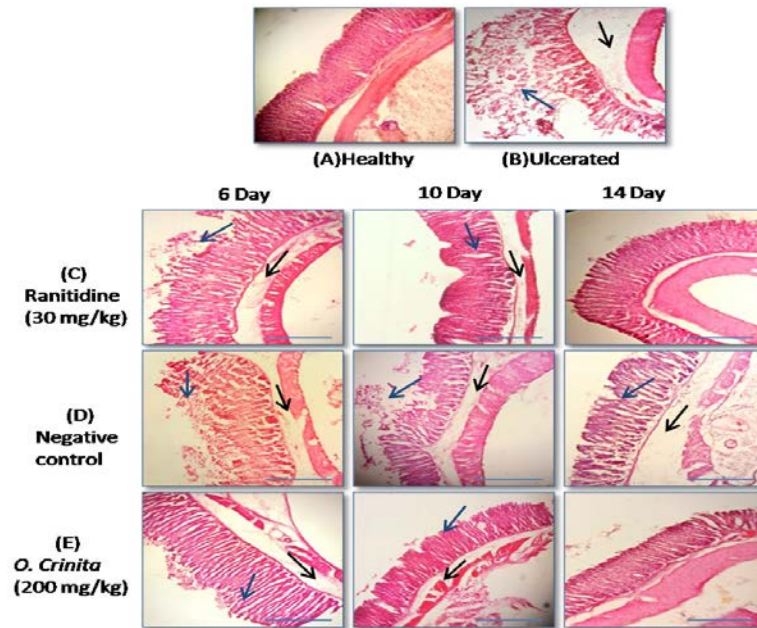 (A)Healthy
(B)Ulcerated
6 Day
10 Day
14 Day
(C)
Ranitidine
(30 mg/kg)
(D)
Negative
control
(E)
O. Crinita
(200 mg/kg)